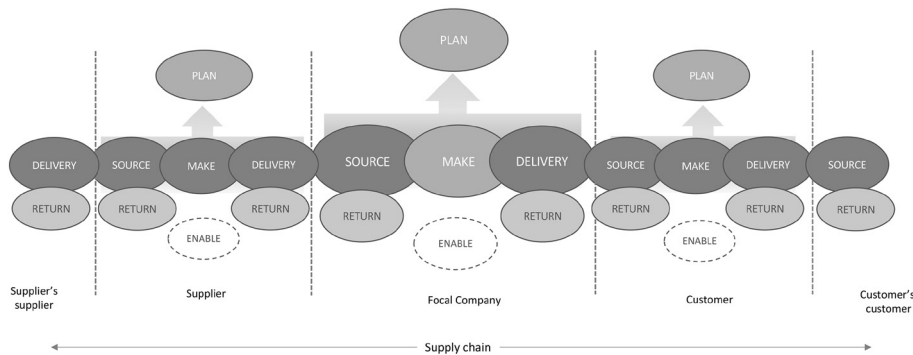 PLAN
PLAN
PLAN
DELIVERY
SOURCE
MAKE
DELIVERY
SOURCE
MAKE
DELIVERY
SOURCE
MAKE
DELIVERY
SOURCE
RETURN
RETURN
RETURN
RETURN
RETURN
RETURN
RETURN
RETURN
ENABLE
ENABLE
ENABLE
Supplier's
supplier
Supplier
Focal Company
Customer
Customer's
customer
Supply chain